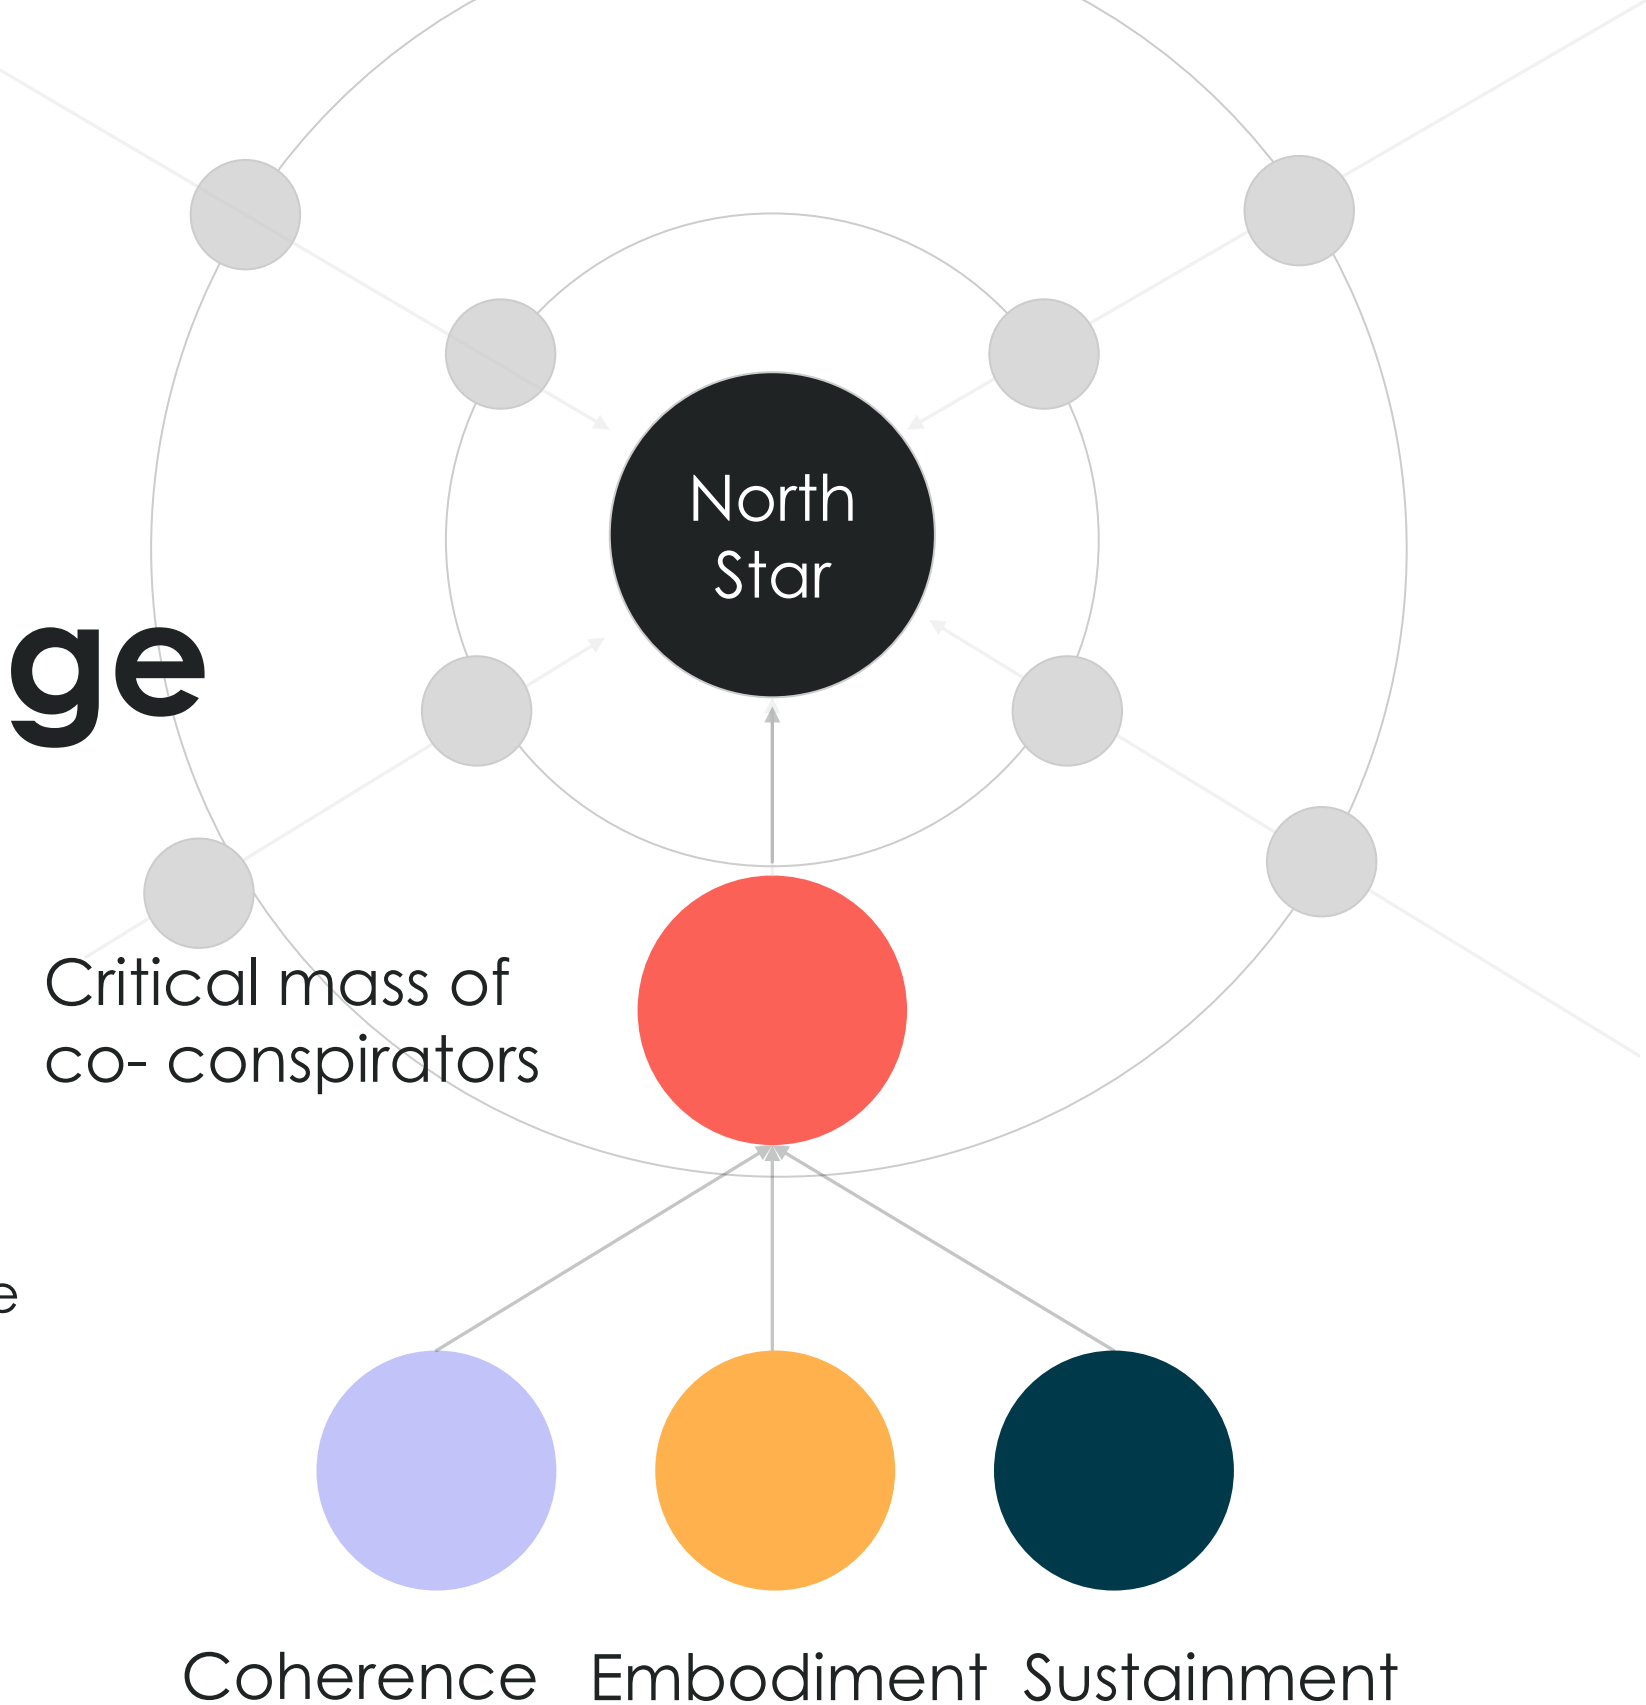 North
Star
ge
Critical mass of
co- conspirators
e
Coherence Embodiment Sustainment